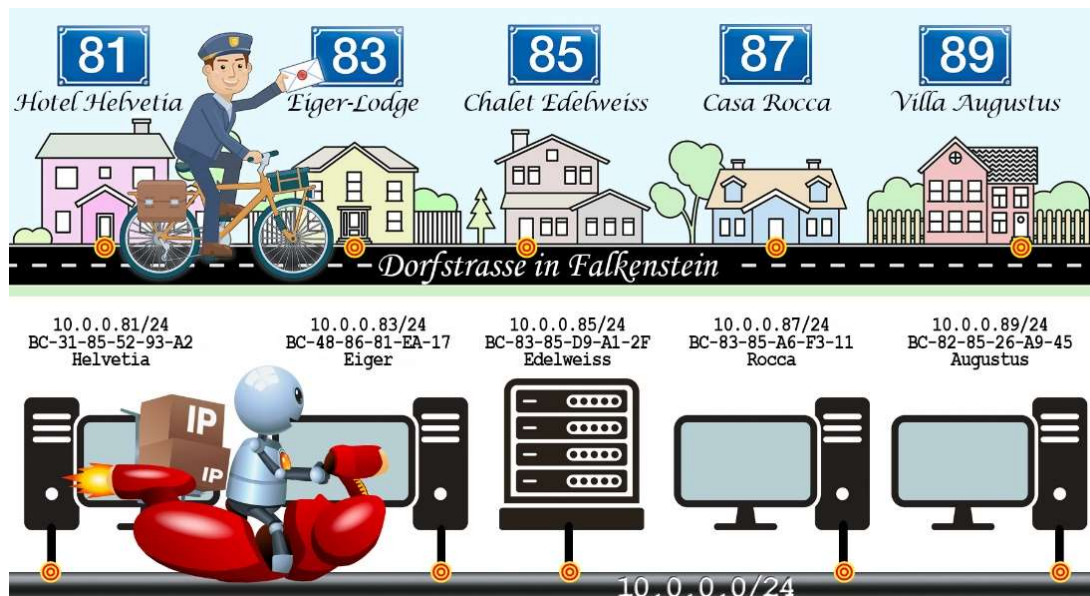 81
83
85
87
89
Hotel Helvetia
Eiger-Lodge
Chalet Edelweiss
Casa Rocca
Villa Augustus
Dorfstrasse in Falkenstein
10.0.0.81/24
BC-31-85-52-93-A2
Helvetia
10.0.0.83/24
BC-48-86-81-EA-17
Eiger
10.0.0.85/24
BC-83-85-D9-A1-2F
Edelweiss
10.0.0.87/24
BC-83-85-A6-F3-11
Rocca
10.0.0.89/24
BC-82-85-26-A9-45
Augustus
IP
IP
10.0.0.0/24